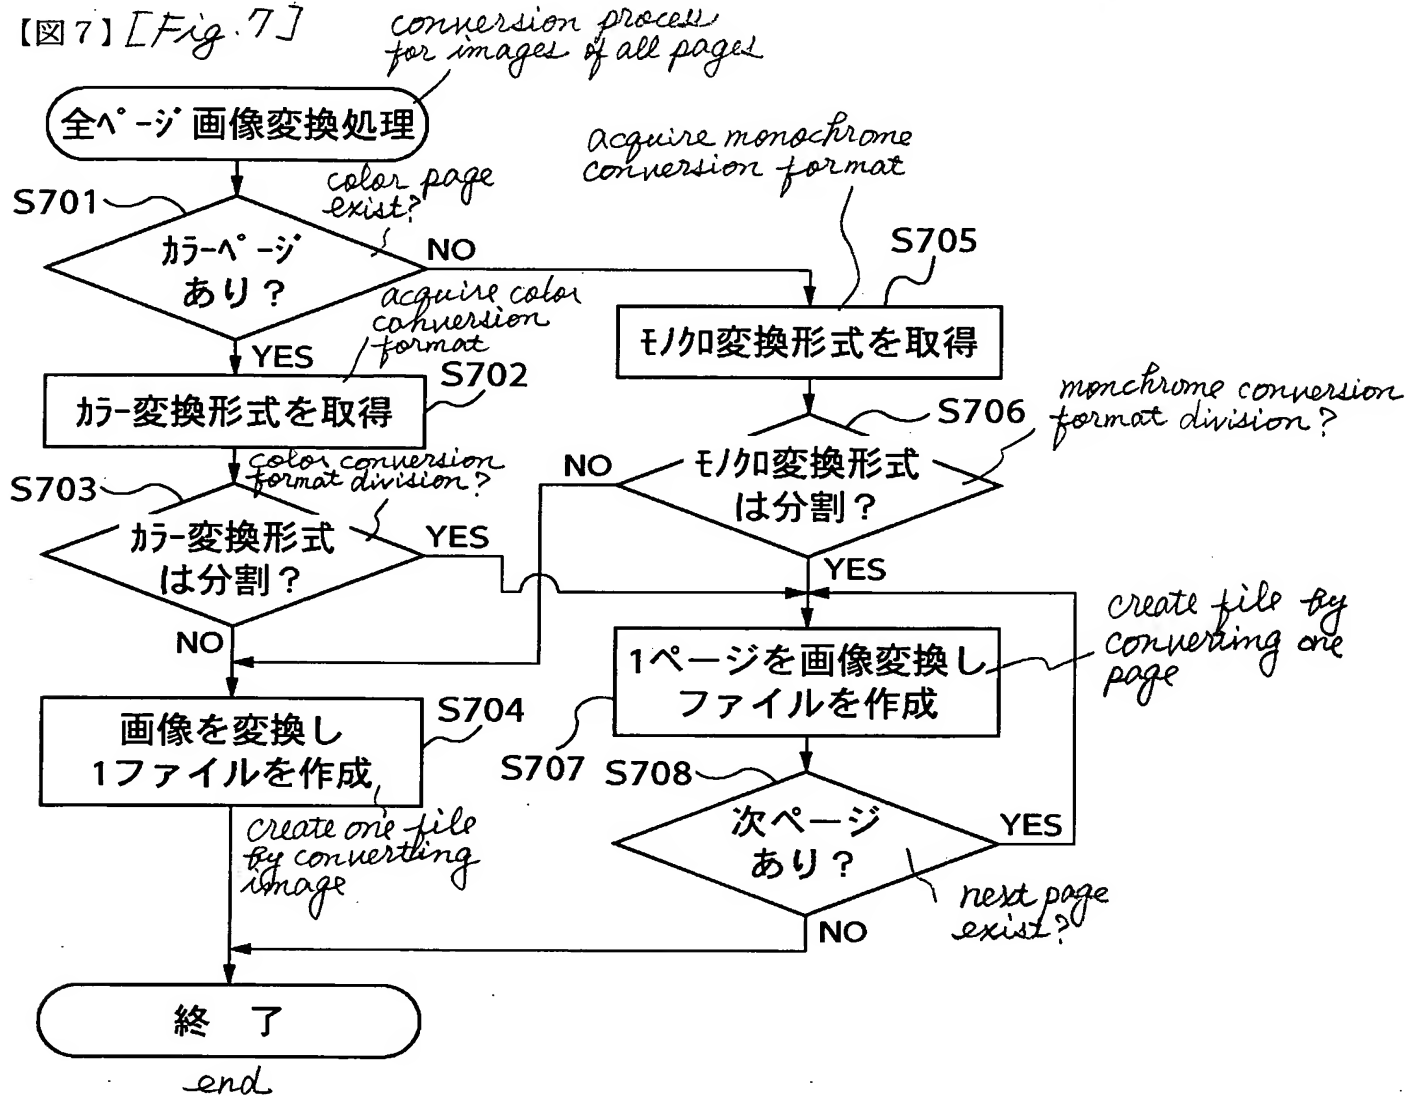 【図7】 [Fig. 7]
conversion process
for images of all pages
全ページ画像変換処理
acquire monochrome
conversion format
color page
exist?
S701
カラーページ
あり？
NO
S705
acquire color
conversion
format
モノクロ変換形式を取得
YES
S702
カラー変換形式を取得
monchrome conversion
format division?
S706
color conversion
format division?
NO
モノクロ変換形式
は分割？
S703
カラー変換形式
は分割？
YES
YES
NO
create file by
converting one
page
1ページを画像変換し
ファイルを作成
S704
画像を変換し
1ファイルを作成
S707
S708
次ページ
あり？
YES
create one file
by converting
image
next page
exist?
NO
終 了
end